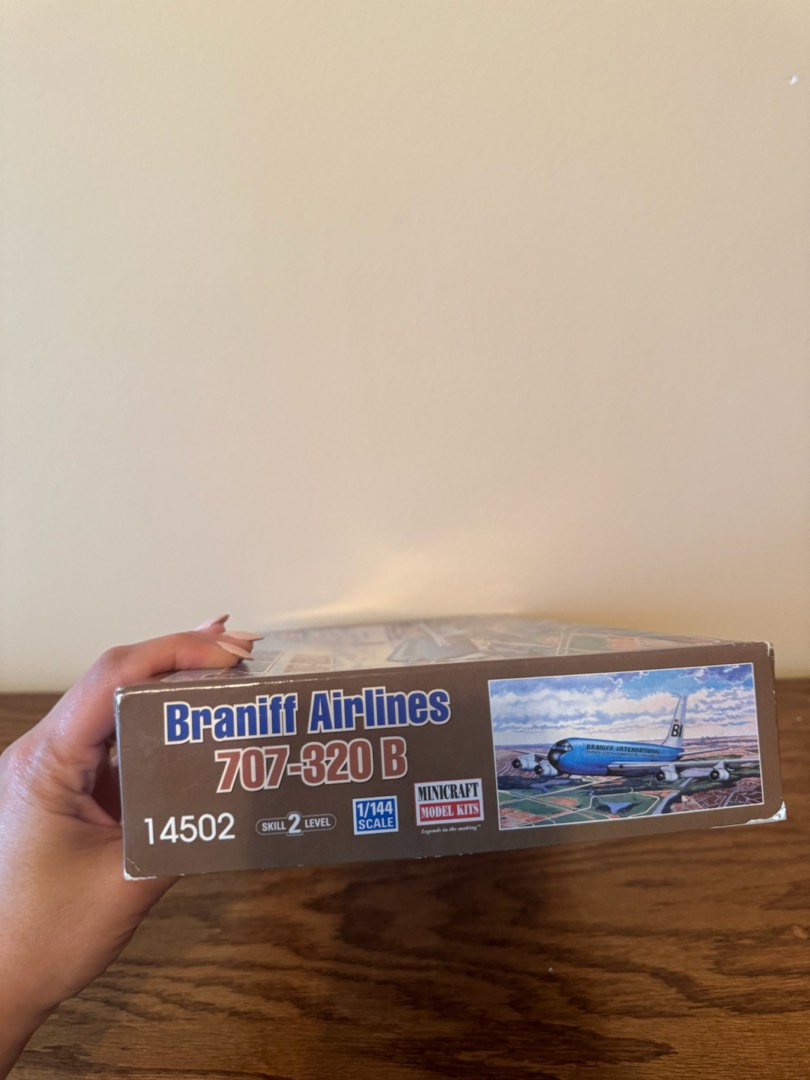 Braniff Airlines
707-320 B
14502
SKILL 2 LEVEL
1/144
SCALE
MINICRAFT
MODEL KITS
Legends in the making™
BRANIFF INTERNATIONAL
BI